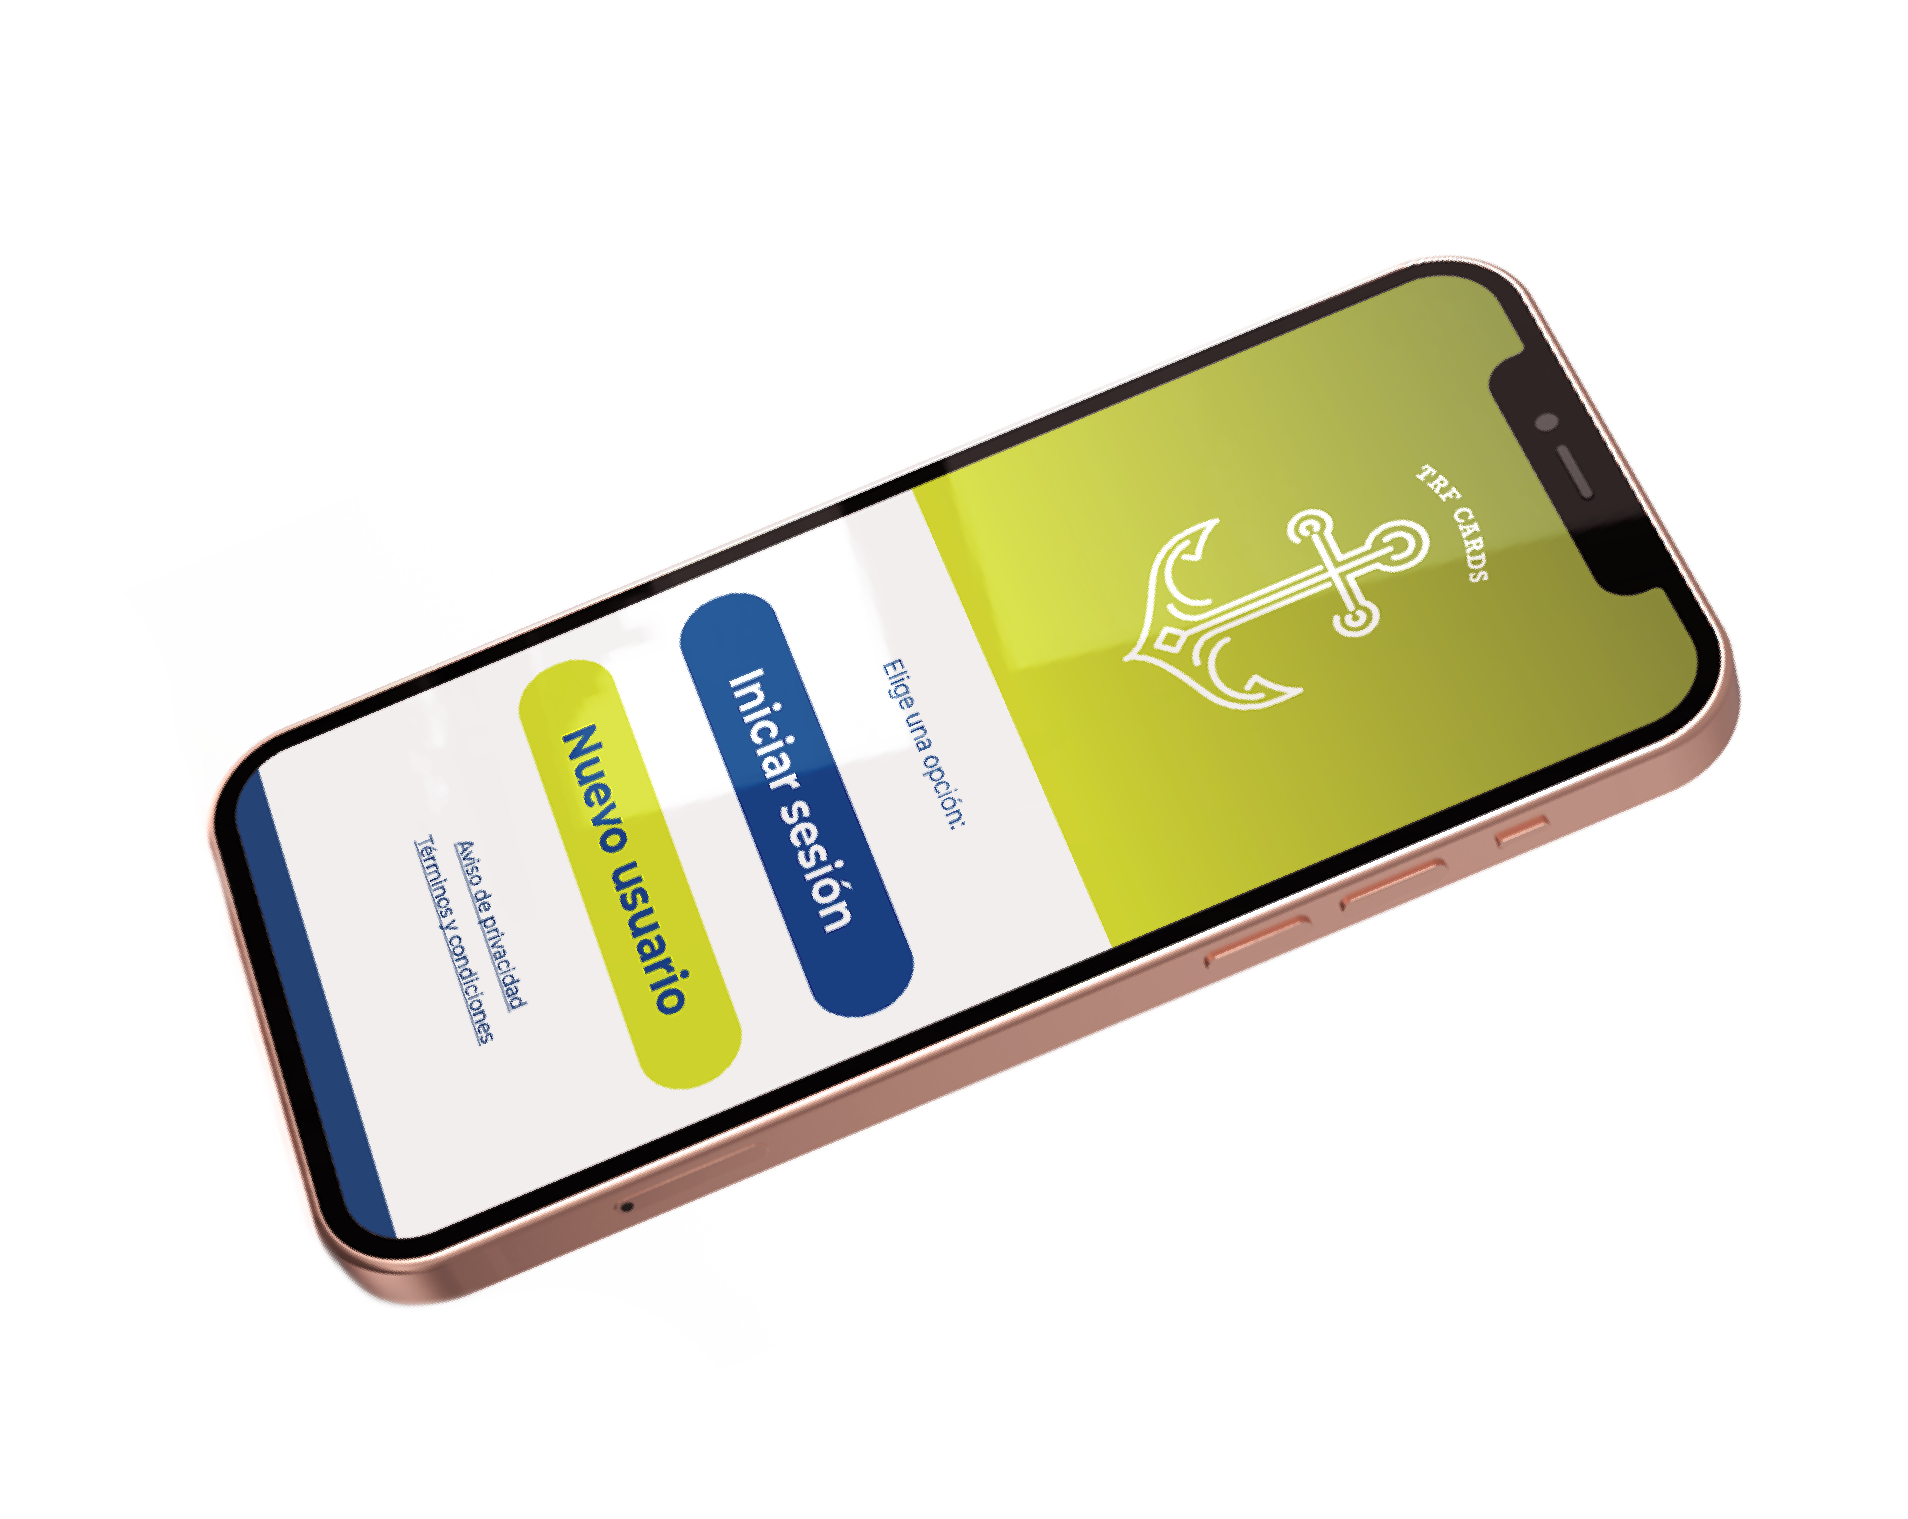 TRF CARDS
Elige una opción:
Iniciar sesión
Nuevo usuario
Aviso de privacidad
Términos y condiciones